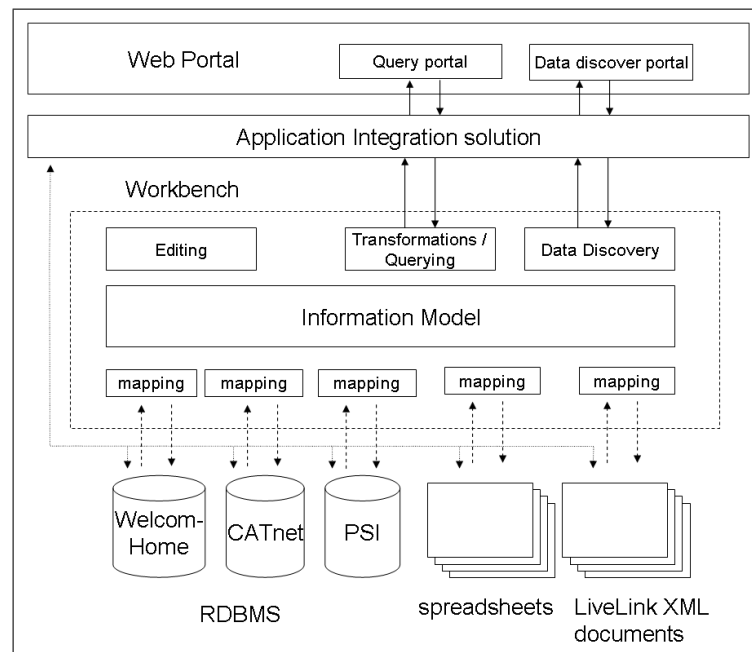 Web Portal
Query portal
Data discover portal
Application Integration solution
Workbench
Editing
Transformations /
Querying
Data Discovery
Information Model
mapping
mapping
mapping
mapping
mapping
Welcom-
Home
CATnet
PSI
RDBMS
spreadsheets
LiveLink XML
documents